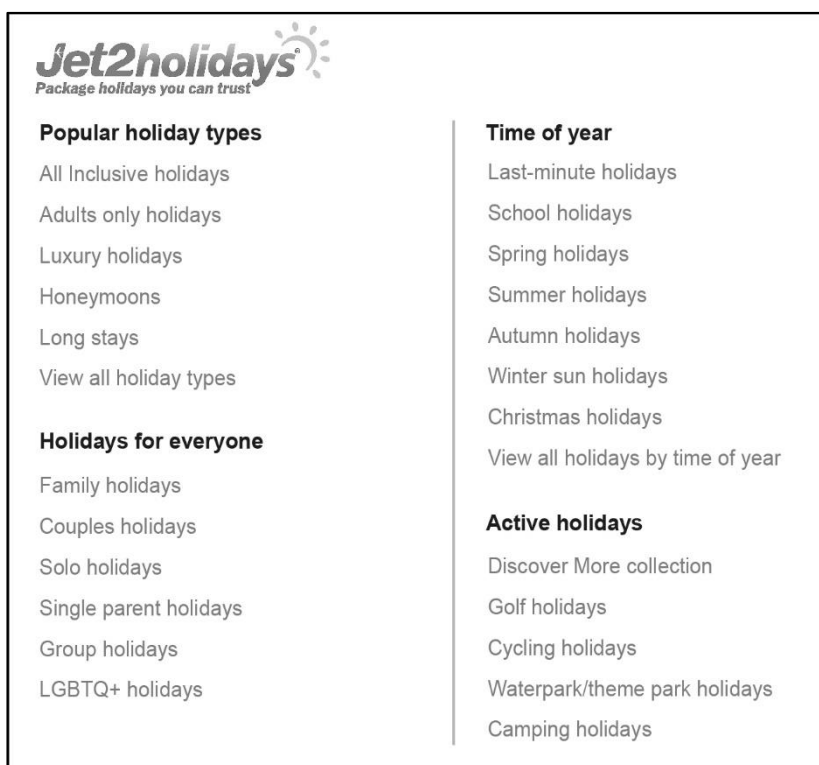 Jet2holidays®
Package holidays you can trust
Popular holiday types
All Inclusive holidays
Adults only holidays
Luxury holidays
Honeymoons
Long stays
View all holiday types
Holidays for everyone
Family holidays
Couples holidays
Solo holidays
Single parent holidays
Group holidays
LGBTQ+ holidays
Time of year
Last-minute holidays
School holidays
Spring holidays
Summer holidays
Autumn holidays
Winter sun holidays
Christmas holidays
View all holidays by time of year
Active holidays
Discover More collection
Golf holidays
Cycling holidays
Waterpark/theme park holidays
Camping holidays